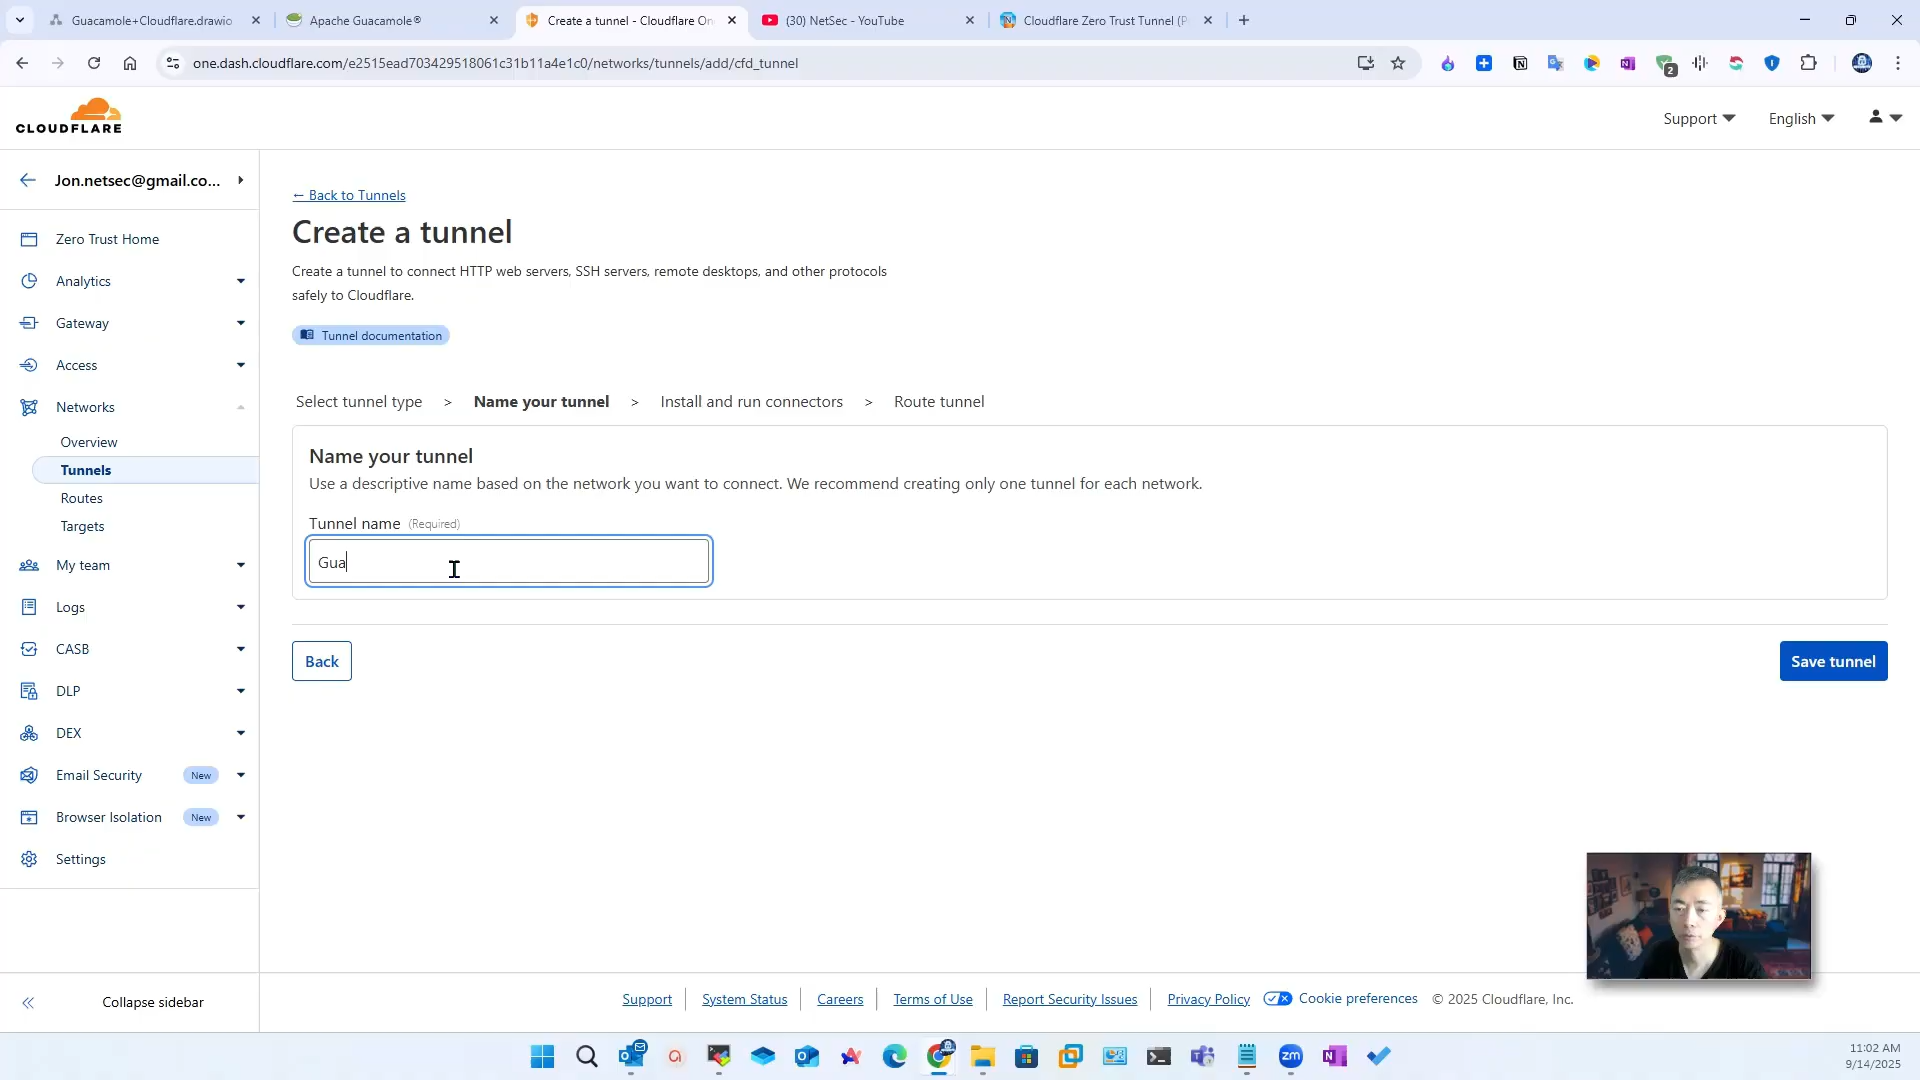 Guacamole+Cloudflare.drawio
Apache Guacamole®
Create a tunnel - Cloudflare On
(30) NetSec - YouTube
Cloudflare Zero Trust Tunnel (P
one.dash.cloudflare.com/e2515ead703429518061c31b11a4e1c0/networks/tunnels/add/cfd_tunnel
2
CLOUDFLARE
Support
English
Jon.netsec@gmail.co...
Zero Trust Home
Analytics
Gateway
Access
Networks
Overview
Tunnels
Routes
Targets
My team
Logs
CASB
DLP
DEX
Email Security New
Browser Isolation New
Settings
Collapse sidebar
← Back to Tunnels
Create a tunnel
Create a tunnel to connect HTTP web servers, SSH servers, remote desktops, and other protocols
safely to Cloudflare.
Tunnel documentation
Select tunnel type > Name your tunnel > Install and run connectors > Route tunnel
Name your tunnel
Use a descriptive name based on the network you want to connect. We recommend creating only one tunnel for each network.
Tunnel name (Required)
Gua
Back
Save tunnel
Support
System Status
Careers
Terms of Use
Report Security Issues
Privacy Policy
Cookie preferences
© 2025 Cloudflare, Inc.
zm
11:02 AM
9/14/2025